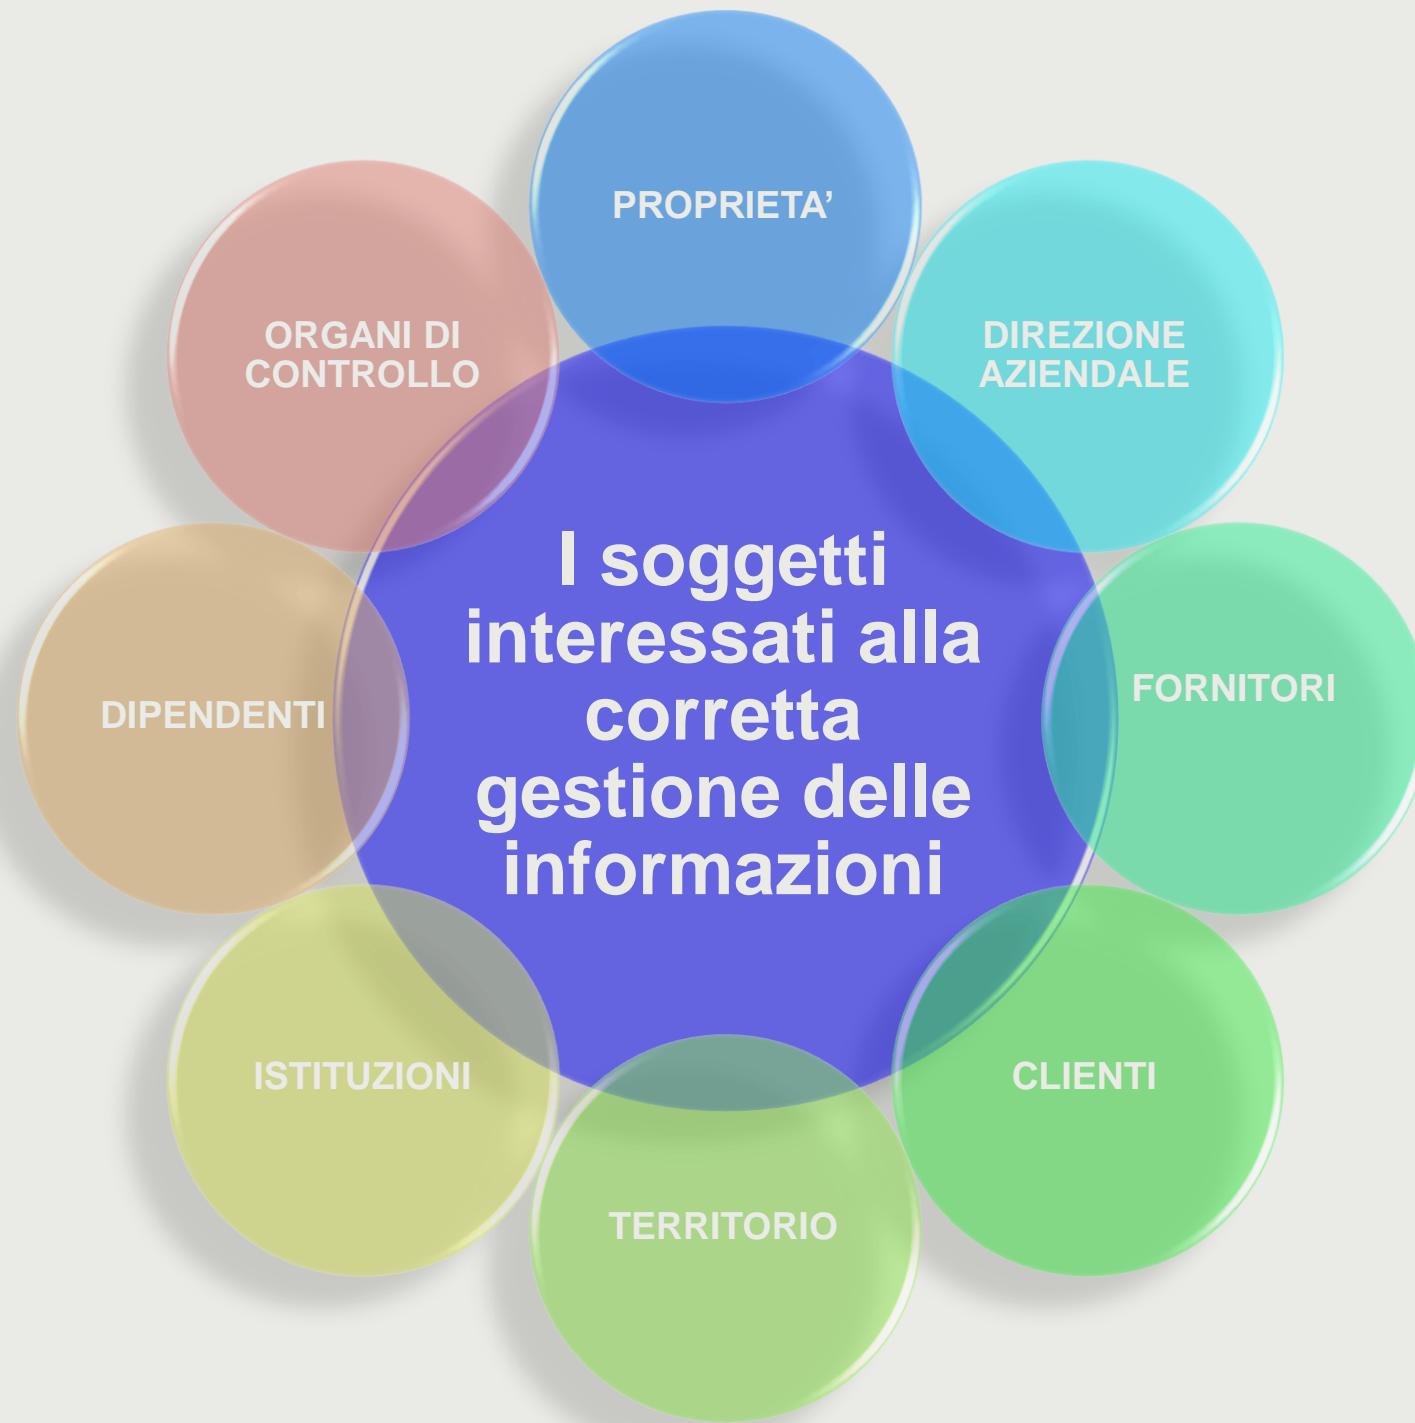 PROPRIETA’
ORGANI DI
CONTROLLO
DIREZIONE
AZIENDALE
I soggetti
interessati alla
corretta
gestione delle
informazioni
DIPENDENTI
FORNITORI
ISTITUZIONI
CLIENTI
TERRITORIO